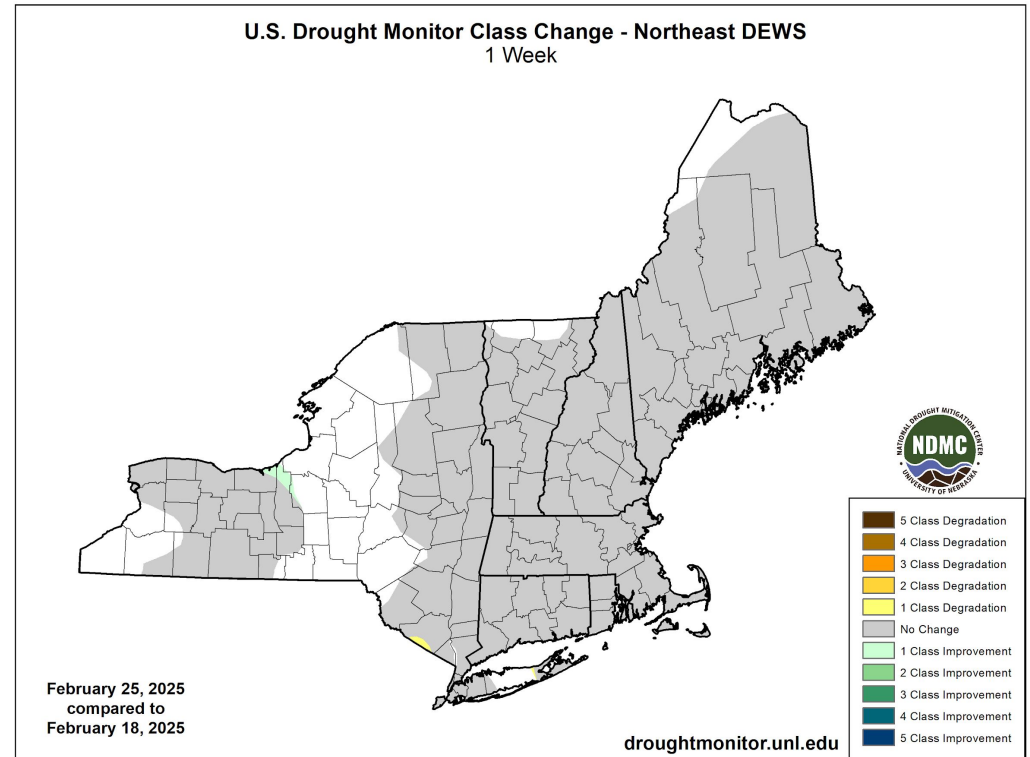 U.S. Drought Monitor Class Change - Northeast DEWS
1 Week
NATIONAL DROUGHT MITIGATION CENTER
NDMC
UNIVERSITY OF NEBRASKA
5 Class Degradation
4 Class Degradation
3 Class Degradation
2 Class Degradation
1 Class Degradation
No Change
1 Class Improvement
2 Class Improvement
3 Class Improvement
4 Class Improvement
5 Class Improvement
February 25, 2025
compared to
February 18, 2025
droughtmonitor.unl.edu